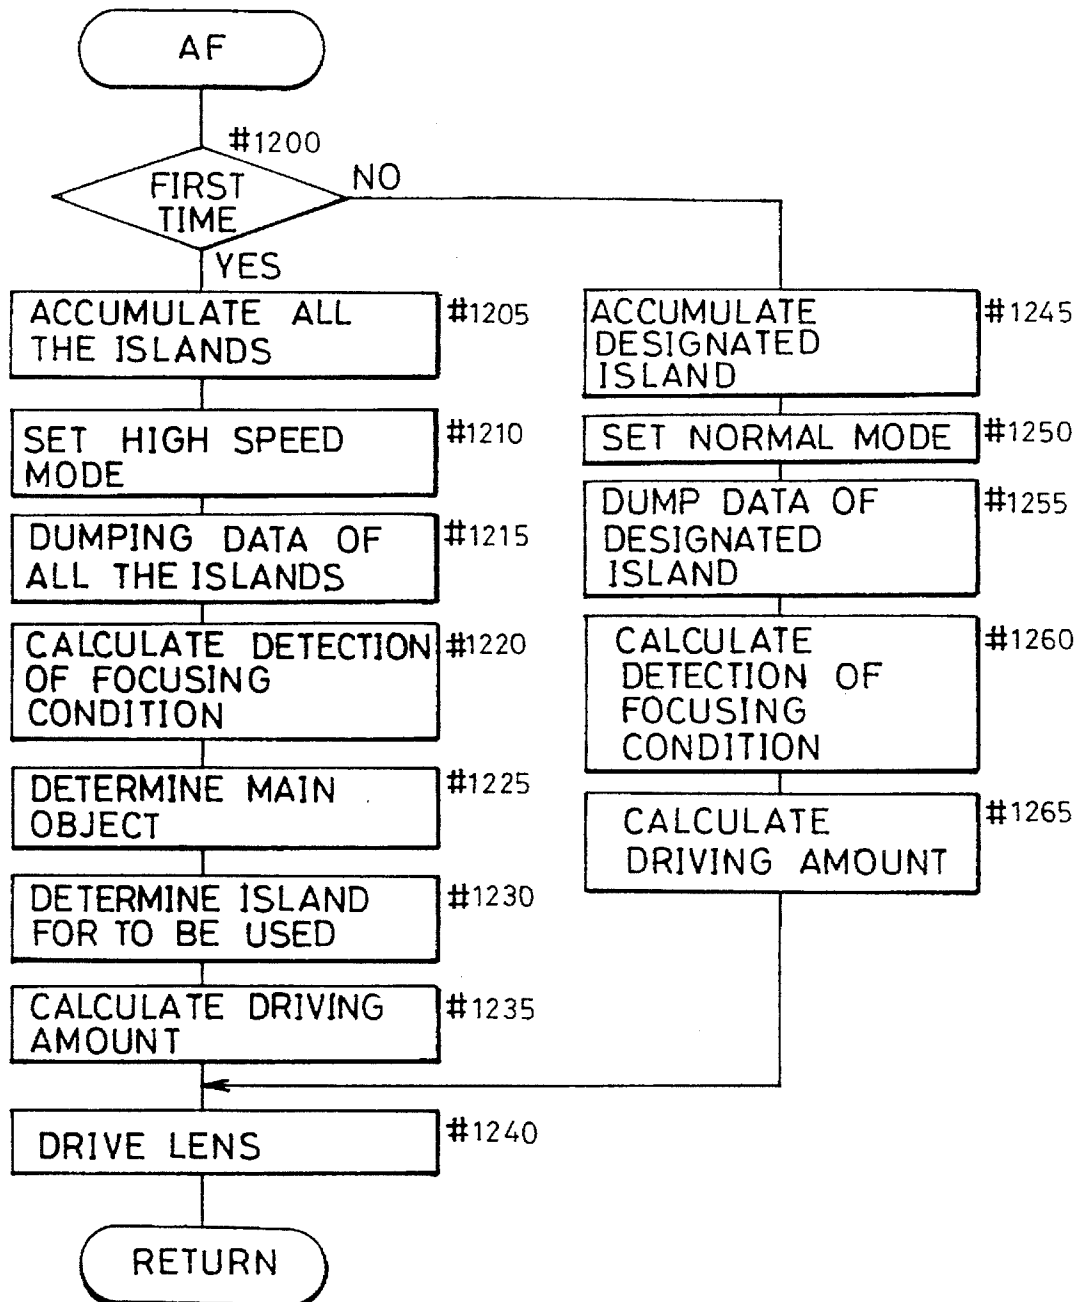 AF
#1200
FIRST
TIME
NO
YES
ACCUMULATE ALL
THE ISLANDS
#1205
SET HIGH SPEED
MODE
#1210
DUMPING DATA OF
ALL THE ISLANDS
#1215
CALCULATE DETECTION
OF FOCUSING
CONDITION
#1220
DETERMINE MAIN
OBJECT
#1225
DETERMINE ISLAND
FOR TO BE USED
#1230
CALCULATE DRIVING
AMOUNT
#1235
ACCUMULATE
DESIGNATED
ISLAND
#1245
SET NORMAL MODE
#1250
DUMP DATA OF
DESIGNATED
ISLAND
#1255
CALCULATE
DETECTION OF
FOCUSING
CONDITION
#1260
CALCULATE
DRIVING AMOUNT
#1265
DRIVE LENS
#1240
RETURN